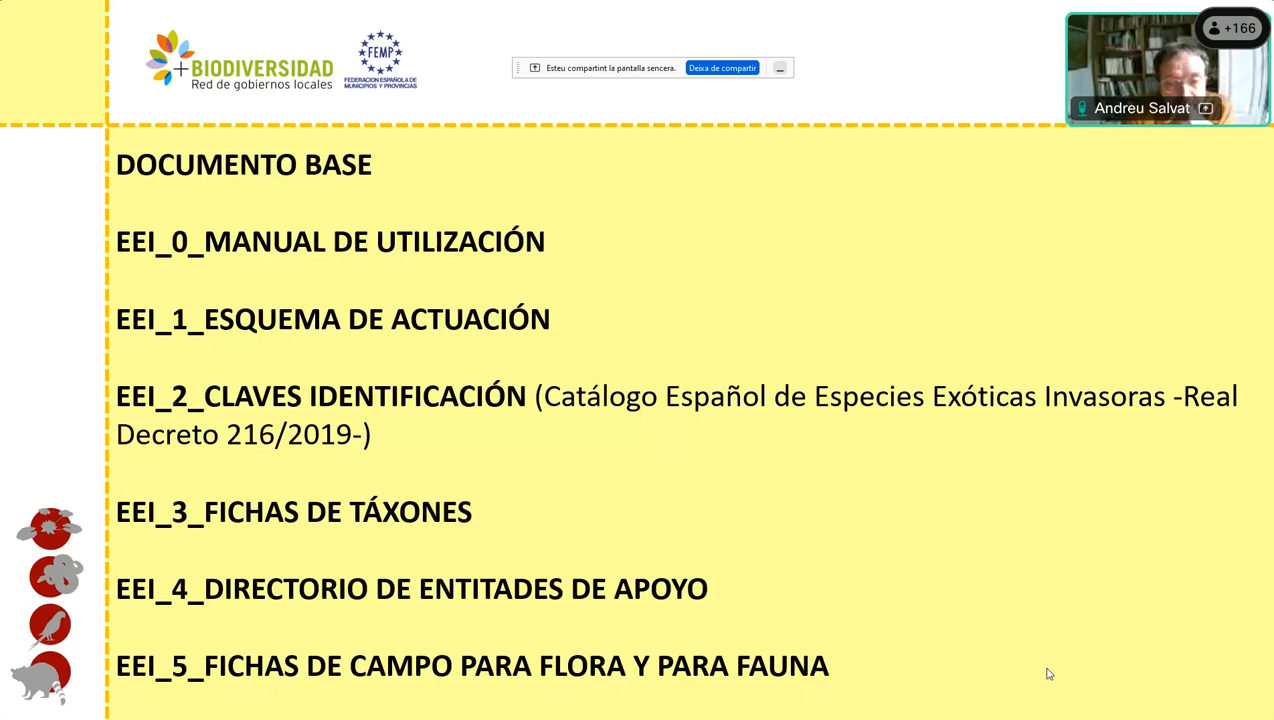 +BIODIVERSIDAD
Red de gobiernos locales
FEMP
FEDERACION ESPAÑOLA DE
MUNICIPIOS Y PROVINCIAS
Esteu compartint la pantalla sencera.
Deixa de compartir
+166
Andreu Salvat
DOCUMENTO BASE
EEI_0_MANUAL DE UTILIZACIÓN
EEI_1_ESQUEMA DE ACTUACIÓN
EEI_2_CLAVES IDENTIFICACIÓN (Catálogo Español de Especies Exóticas Invasoras -Real
Decreto 216/2019-)
EEI_3_FICHAS DE TÁXONES
EEI_4_DIRECTORIO DE ENTITADES DE APOYO
EEI_5_FICHAS DE CAMPO PARA FLORA Y PARA FAUNA